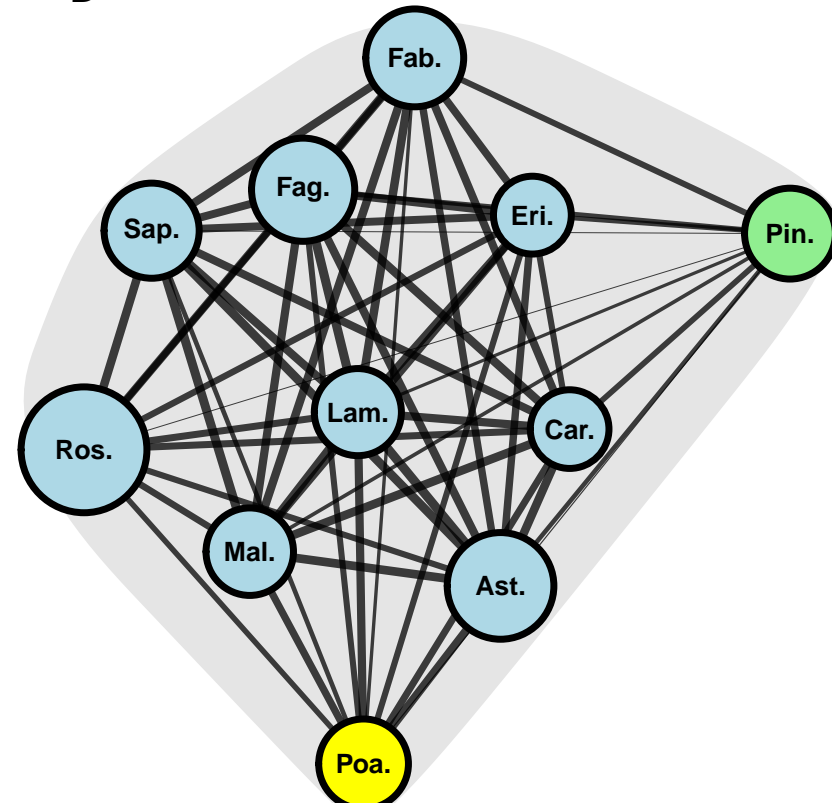 Fab.
Fag.
Eri.
Sap.
Pin.
Lam.
Car.
Ros.
Mal.
Ast.
Poa.